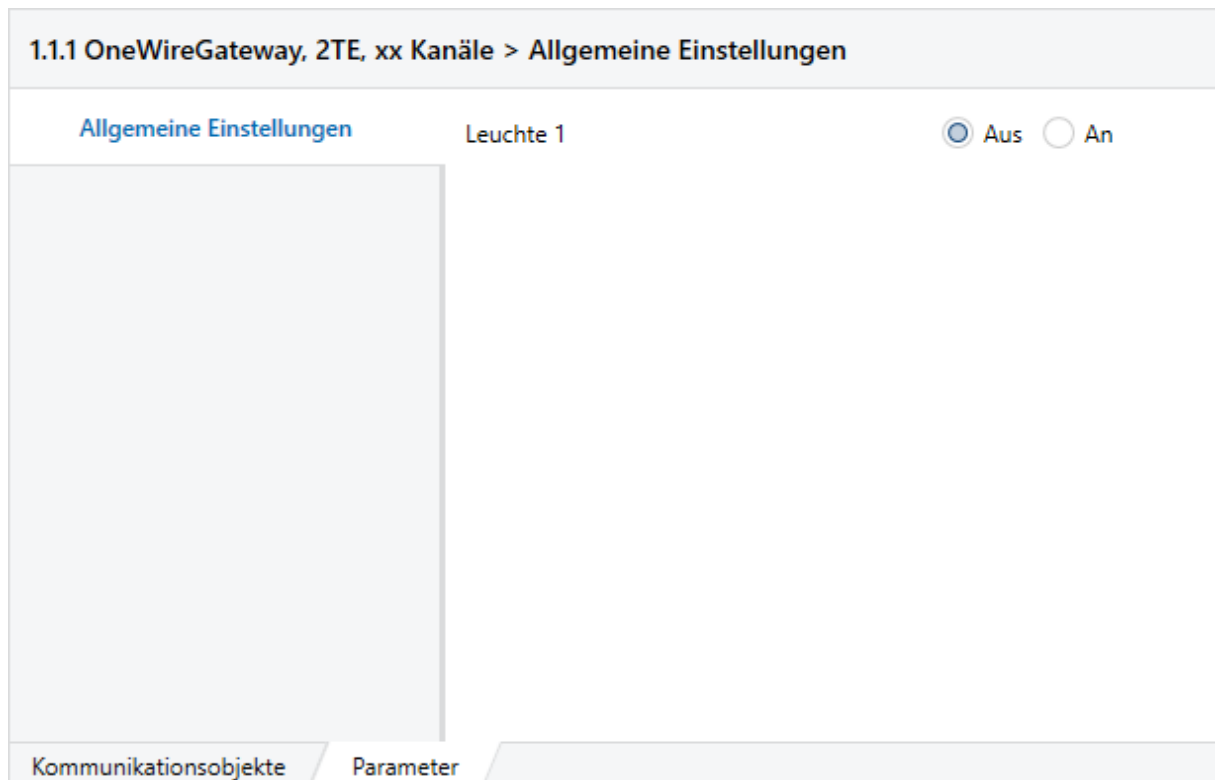 1.1.1 OneWireGateway, 2TE, xx Kanäle > Allgemeine Einstellungen
Allgemeine Einstellungen
Leuchte 1 Aus An
Kommunikationsobjekte Parameter